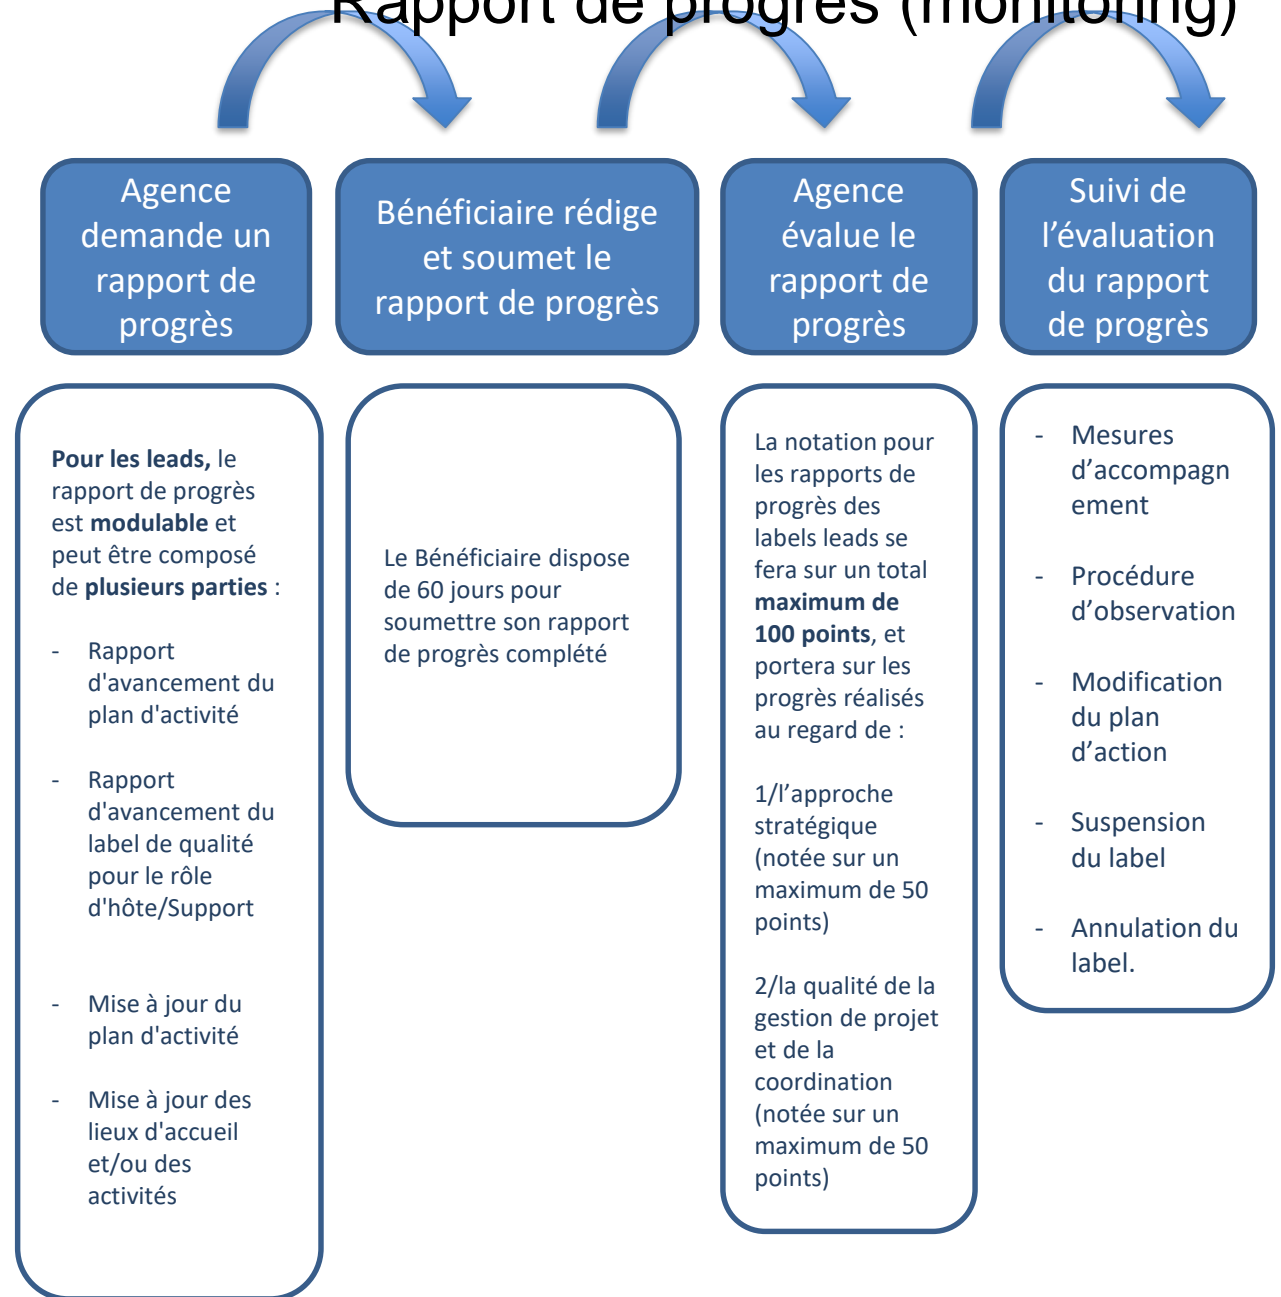 Rapport de progrès (monitoring)
Agence
demande un
rapport de
progrès
Bénéficiaire rédige
et soumet le
rapport de progrès
Agence
évalue le
rapport de
progrès
Suivi de
l’évaluation
du rapport
de progrès
Pour les leads, le
rapport de progrès
est modulable et
peut être composé
de plusieurs parties :
- Rapport
d'avancement du
plan d'activité
- Rapport
d'avancement du
label de qualité
pour le rôle
d'hôte/Support
- Mise à jour du
plan d'activité
- Mise à jour des
lieux d'accueil
et/ou des
activités
Le Bénéficiaire dispose
de 60 jours pour
soumettre son rapport
de progrès complété
La notation pour
les rapports de
progrès des
labels leads se
fera sur un total
maximum de
100 points, et
portera sur les
progrès réalisés
au regard de :
1/l’approche
stratégique
(notée sur un
maximum de 50
points)
2/la qualité de la
gestion de projet
et de la
coordination
(notée sur un
maximum de 50
points)
- Mesures
d’accompagn
ement
- Procédure
d’observation
- Modification
du plan
d’action
- Suspension
du label
- Annulation du
label.